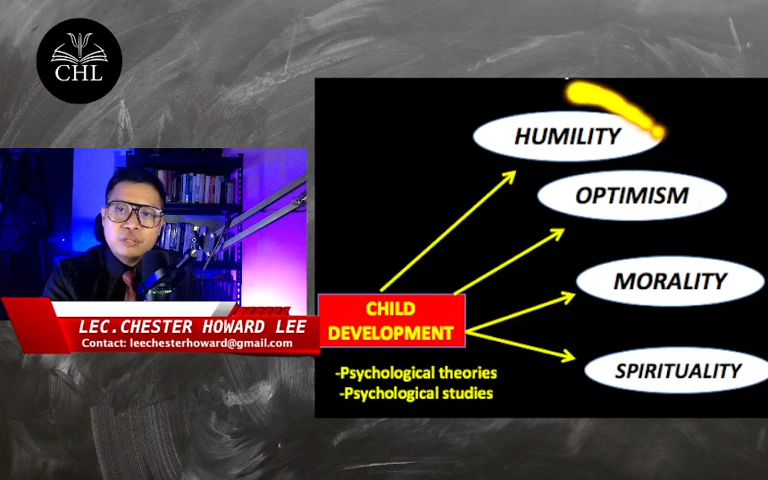 CHL
HUMILITY
OPTIMISM
MORALITY
SPIRITUALITY
CHILD
DEVELOPMENT
-Psychological theories
-Psychological studies
LEC.CHESTER HOWARD LEE
Contact: leechesterhoward@gmail.com